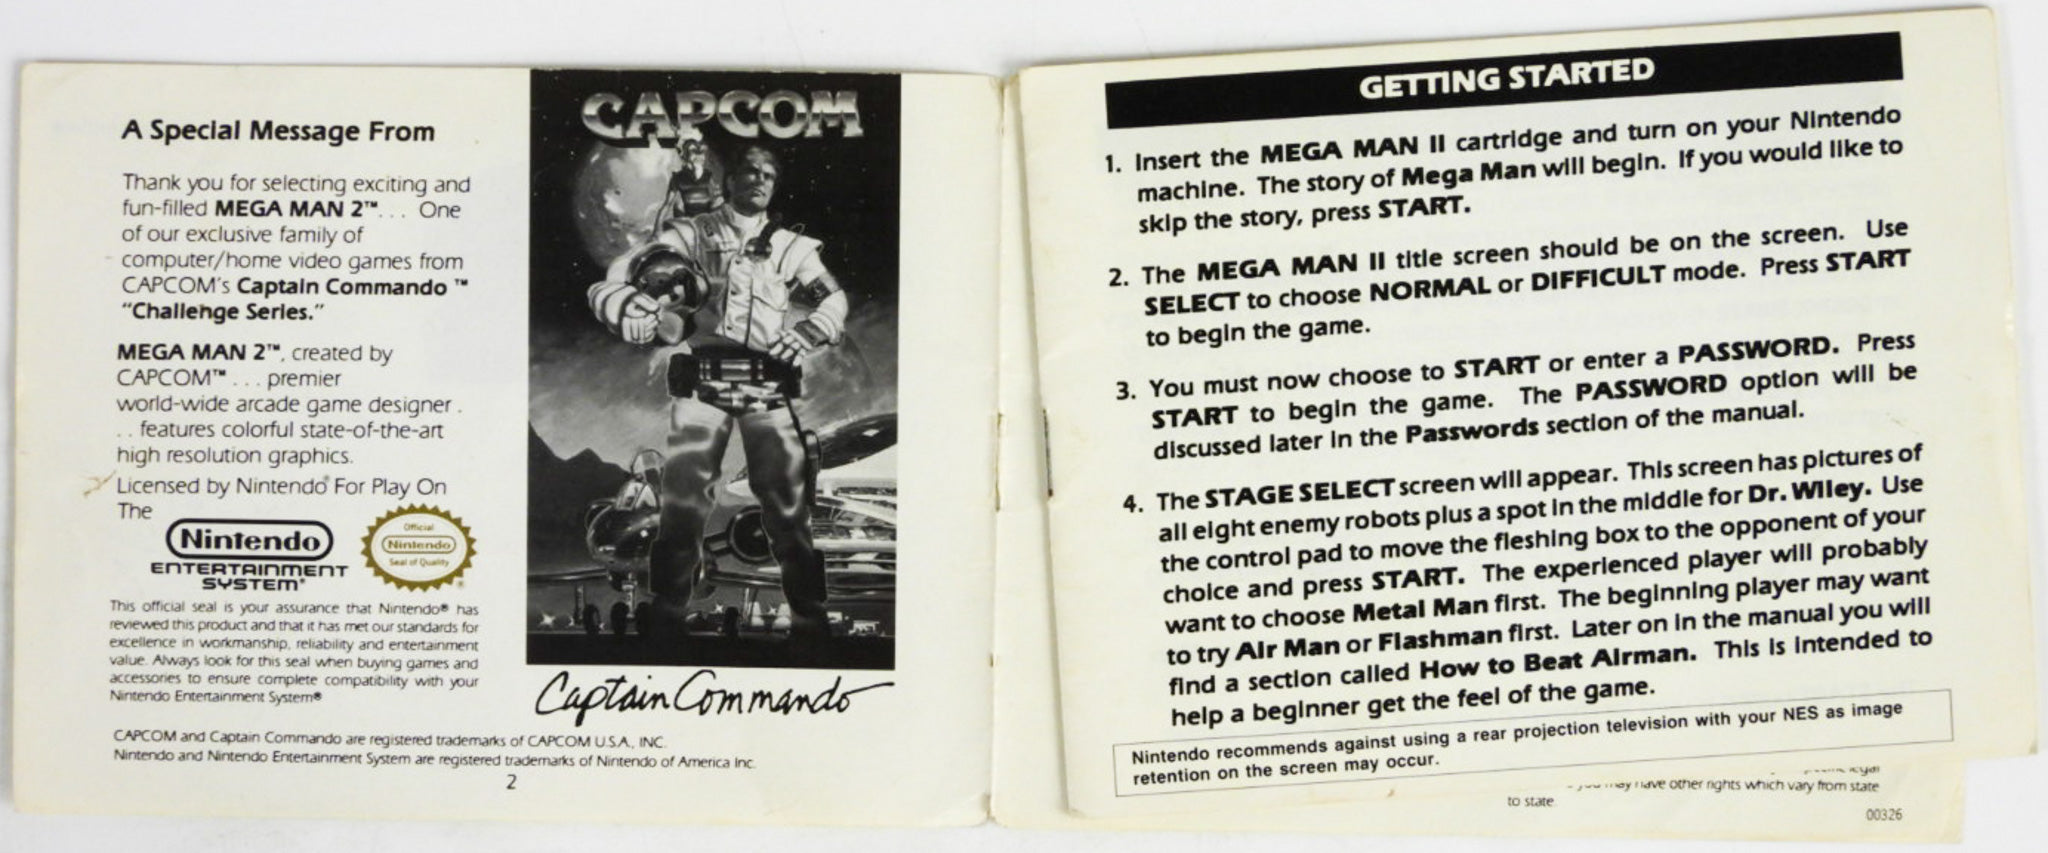 A Special Message From
Thank you for selecting exciting and
fun-filled MEGA MAN 2™. . . One
of our exclusive family of
computer/home video games from
CAPCOM's Captain Commando ™
"Challenge Series."
MEGA MAN 2™, created by
CAPCOM™ . . . premier
world-wide arcade game designer .
. . features colorful state-of-the-art
high resolution graphics.
Licensed by Nintendo® For Play On
The
Nintendo
ENTERTAINMENT
SYSTEM®
Official
Nintendo
Seal of Quality
®
This official seal is your assurance that Nintendo® has
reviewed this product and that it has met our standards for
excellence in workmanship, reliability and entertainment
value. Always look for this seal when buying games and
accessories to ensure complete compatibility with your
Nintendo Entertainment System®
CAPCOM
Captain Commando
CAPCOM and Captain Commando are registered trademarks of CAPCOM U.S.A., INC.
Nintendo and Nintendo Entertainment System are registered trademarks of Nintendo of America Inc.
2
GETTING STARTED
1. Insert the MEGA MAN II cartridge and turn on your Nintendo
machine. The story of Mega Man will begin. If you would like to
skip the story, press START.
2. The MEGA MAN II title screen should be on the screen. Use
SELECT to choose NORMAL or DIFFICULT mode. Press START
to begin the game.
3. You must now choose to START or enter a PASSWORD. Press
START to begin the game. The PASSWORD option will be
discussed later in the Passwords section of the manual.
4. The STAGE SELECT screen will appear. This screen has pictures of
all eight enemy robots plus a spot in the middle for Dr. Wiley. Use
the control pad to move the fleshing box to the opponent of your
choice and press START. The experienced player will probably
want to choose Metal Man first. The beginning player may want
to try Air Man or Flashman first. Later on in the manual you will
find a section called How to Beat Airman. This is intended to
help a beginner get the feel of the game.
Nintendo recommends against using a rear projection television with your NES as image
retention on the screen may occur.
may have other rights which vary from state
to state.
00326